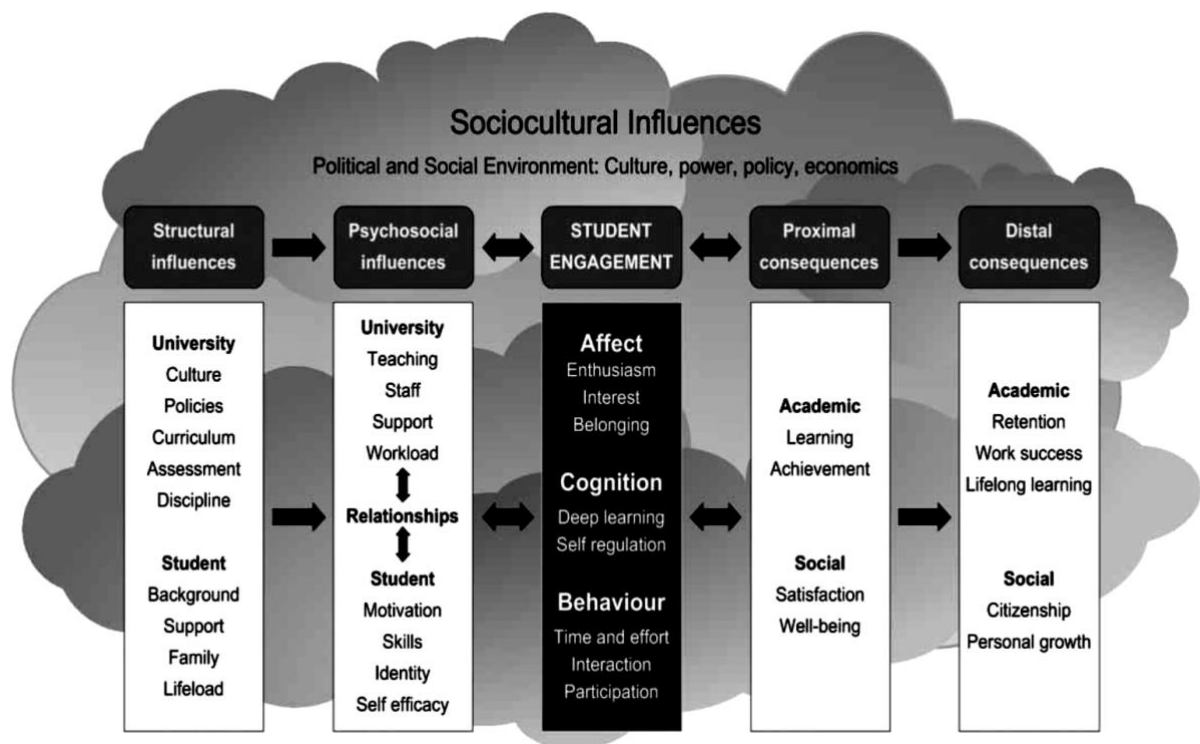 Sociocultural Influences
Political and Social Environment: Culture, power, policy, economics
Structural
influences
Psychosocial
influences
STUDENT
ENGAGEMENT
Proximal
consequences
Distal
consequences
University
Culture
Policies
Curriculum
Assessment
Discipline
Student
Background
Support
Family
Lifeload
University
Teaching
Staff
Support
Workload
Relationships
Student
Motivation
Skills
Identity
Self efficacy
Affect
Enthusiasm
Interest
Belonging
Cognition
Deep learning
Self regulation
Behaviour
Time and effort
Interaction
Participation
Academic
Learning
Achievement
Social
Satisfaction
Well-being
Academic
Retention
Work success
Lifelong learning
Social
Citizenship
Personal growth